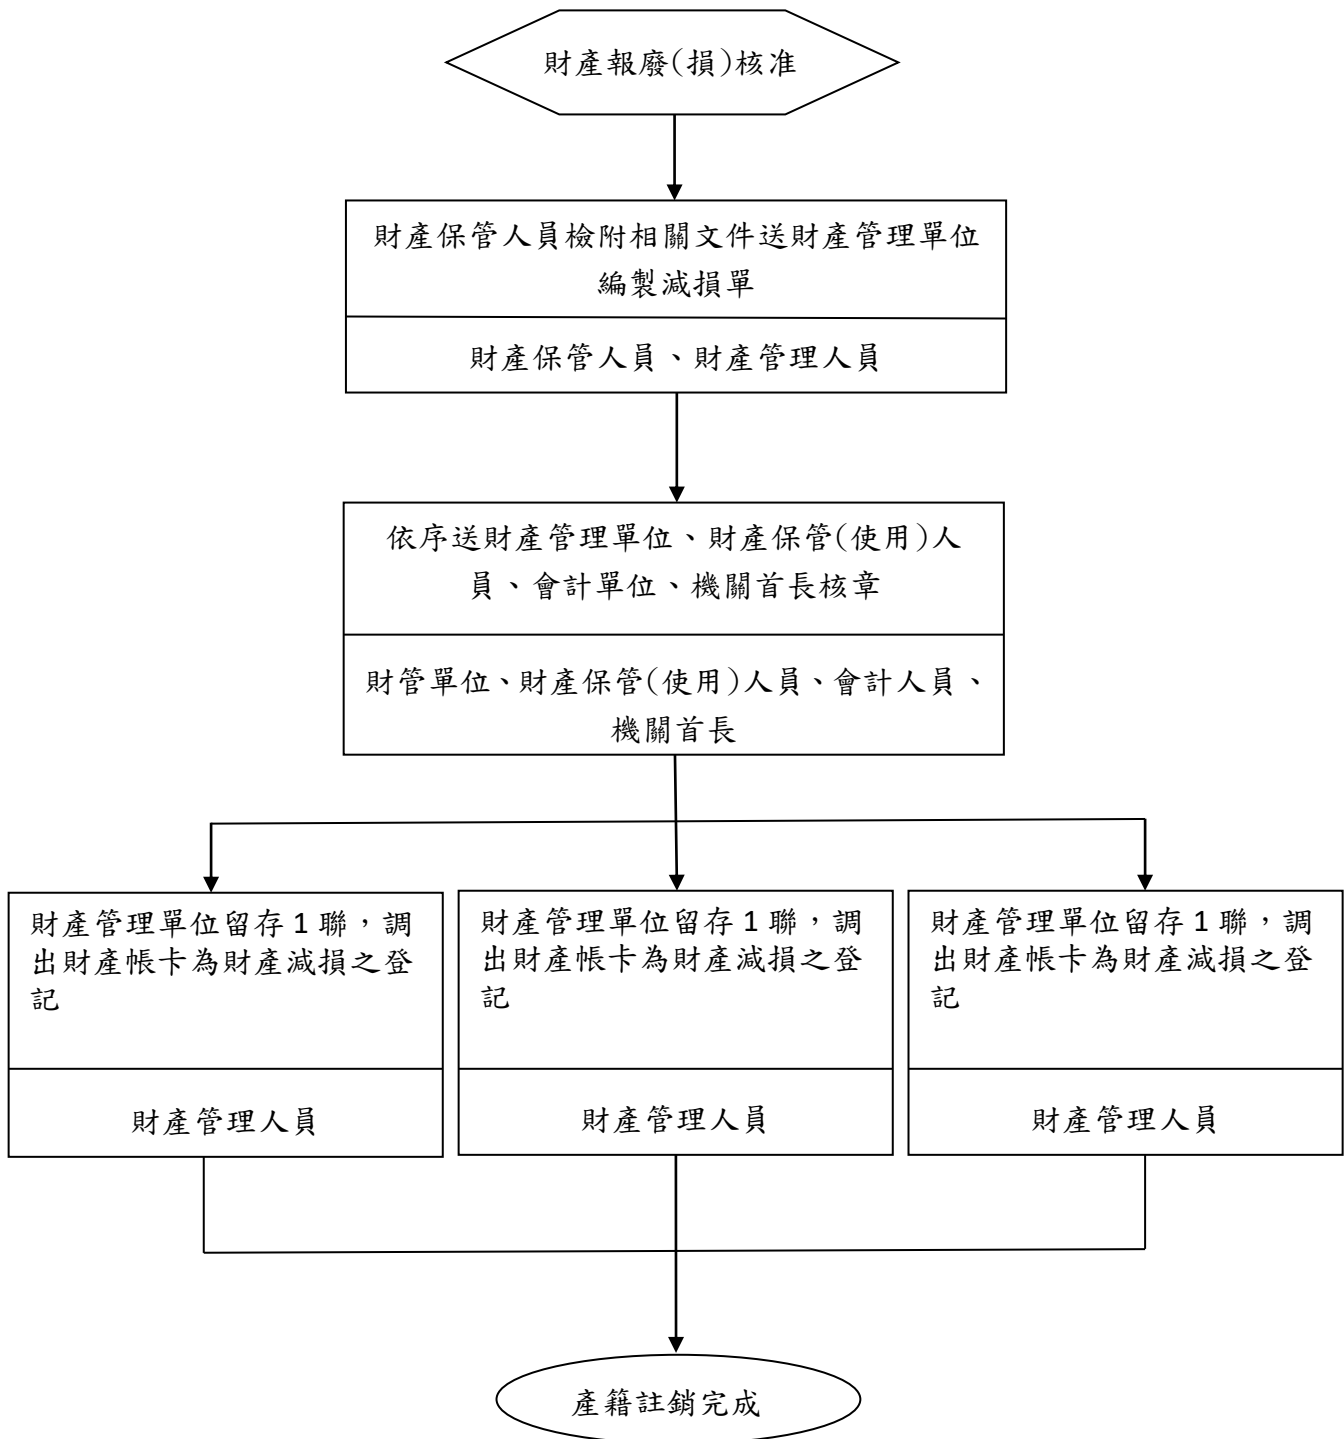 財產報廢(損)核准
財產保管人員檢附相關文件送財產管理單位
編製減損單
財產保管人員、財產管理人員
依序送財產管理單位、財產保管(使用)人
員、會計單位、機關首長核章
財管單位、財產保管(使用)人員、會計人員、
機關首長
財產管理單位留存1聯，調
出財產帳卡為財產減損之登
記
財產管理人員
財產管理單位留存1聯，調
出財產帳卡為財產減損之登
記
財產管理人員
財產管理單位留存1聯，調
出財產帳卡為財產減損之登
記
財產管理人員
產籍註銷完成